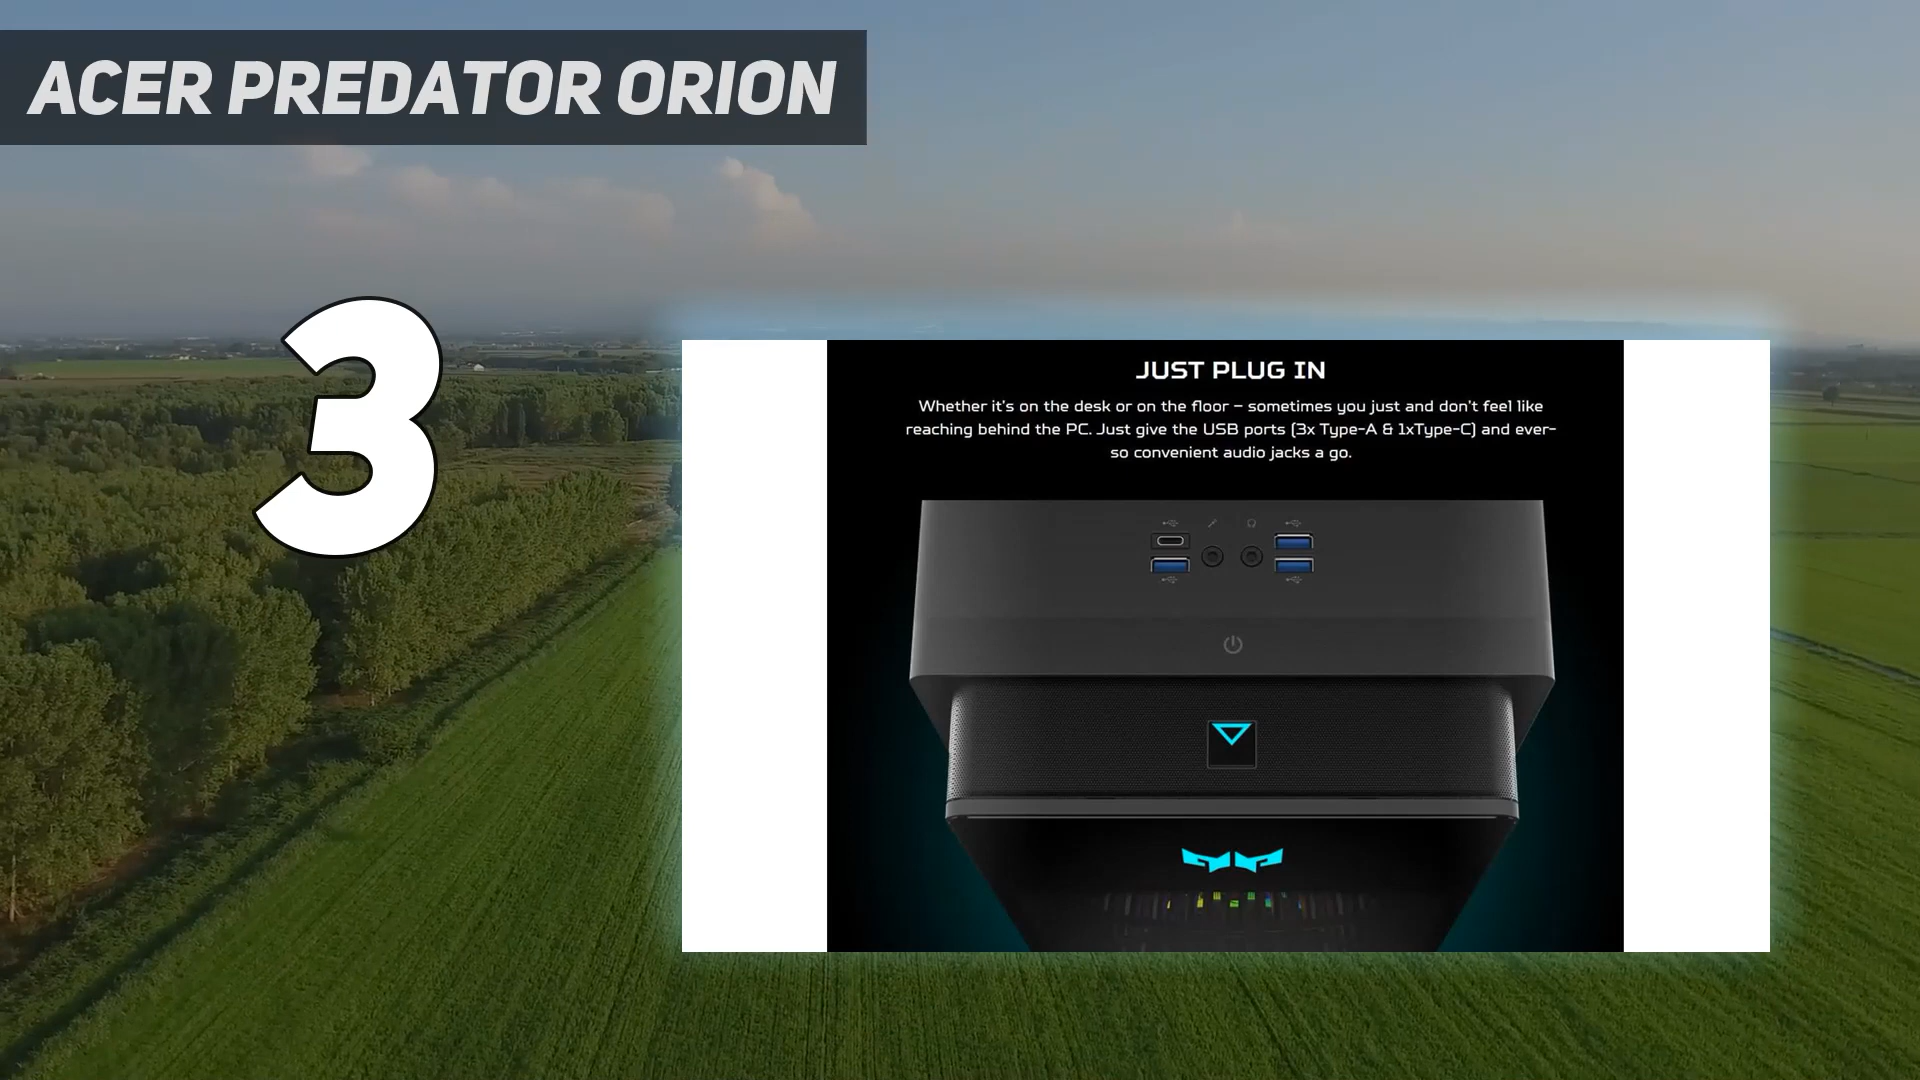 ACER PREDATOR ORION
3
JUST PLUG IN
Whether it's on the desk or on the floor – sometimes you just and don't feel like
reaching behind the PC. Just give the USB ports (3x Type-A & 1xType-C) and ever-
so convenient audio jacks a go.